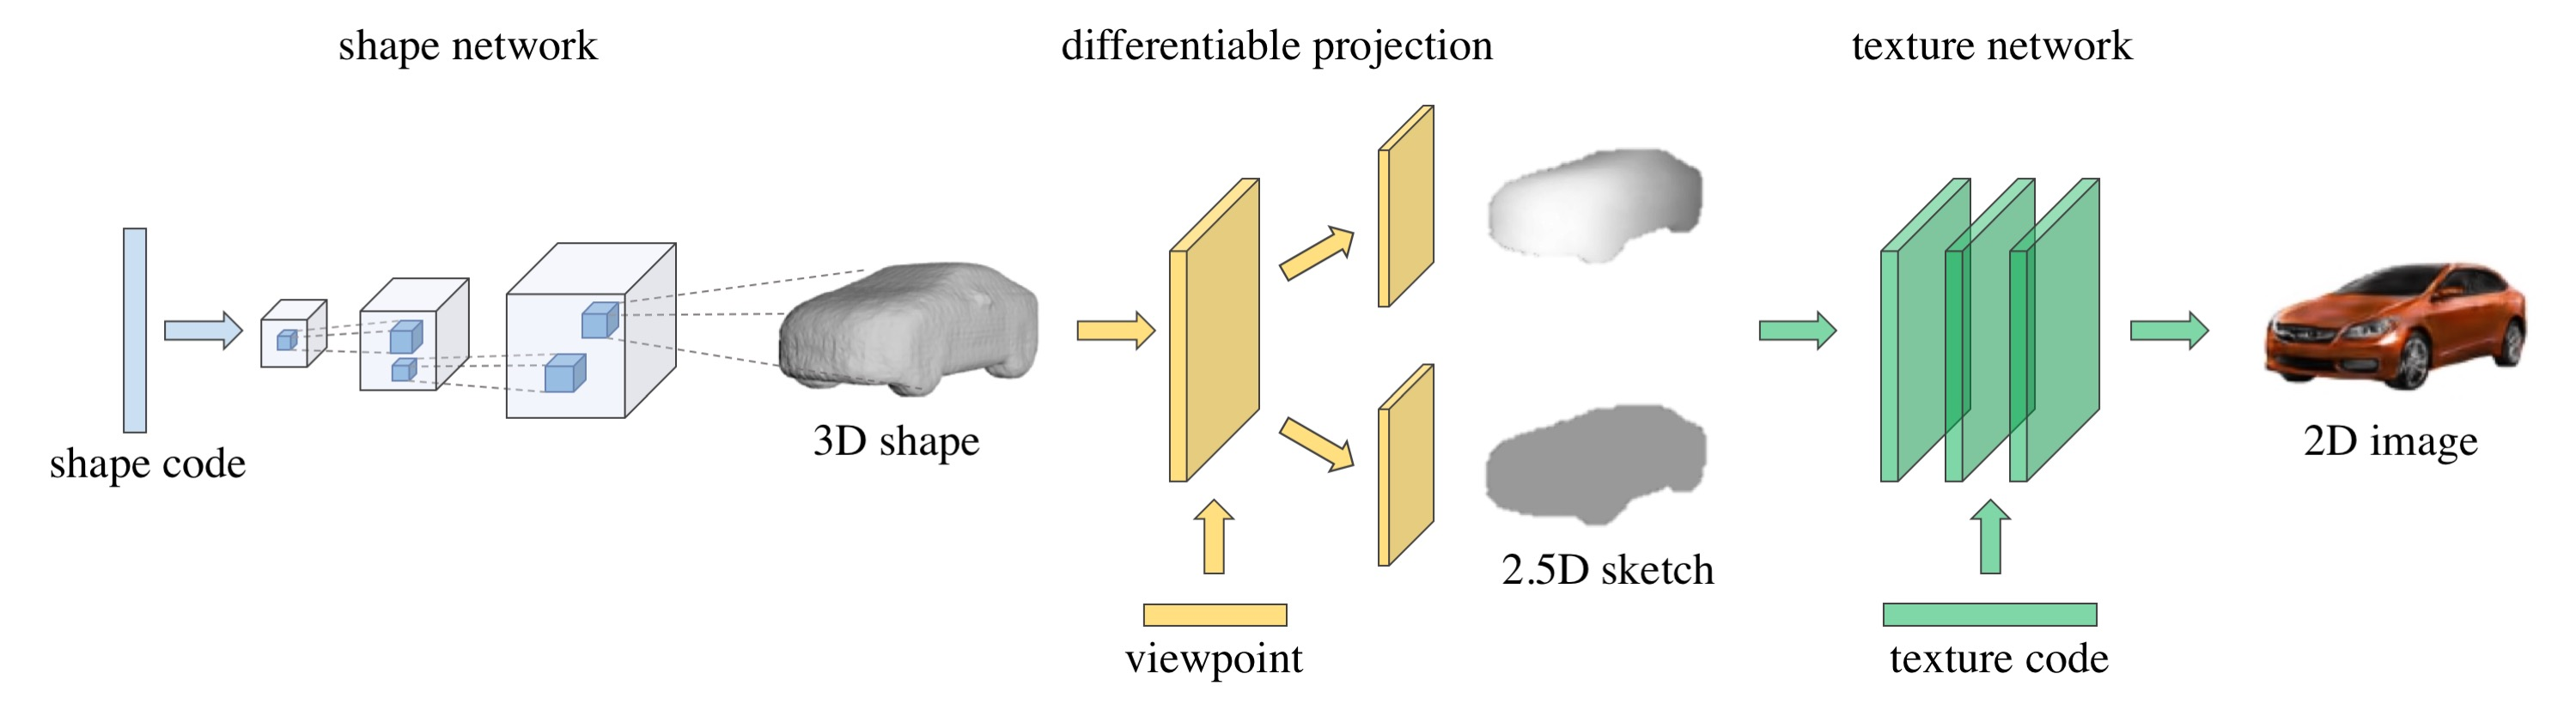 shape network
differentiable projection
texture network
shape code
3D shape
2.5D sketch
2D image
viewpoint
texture code